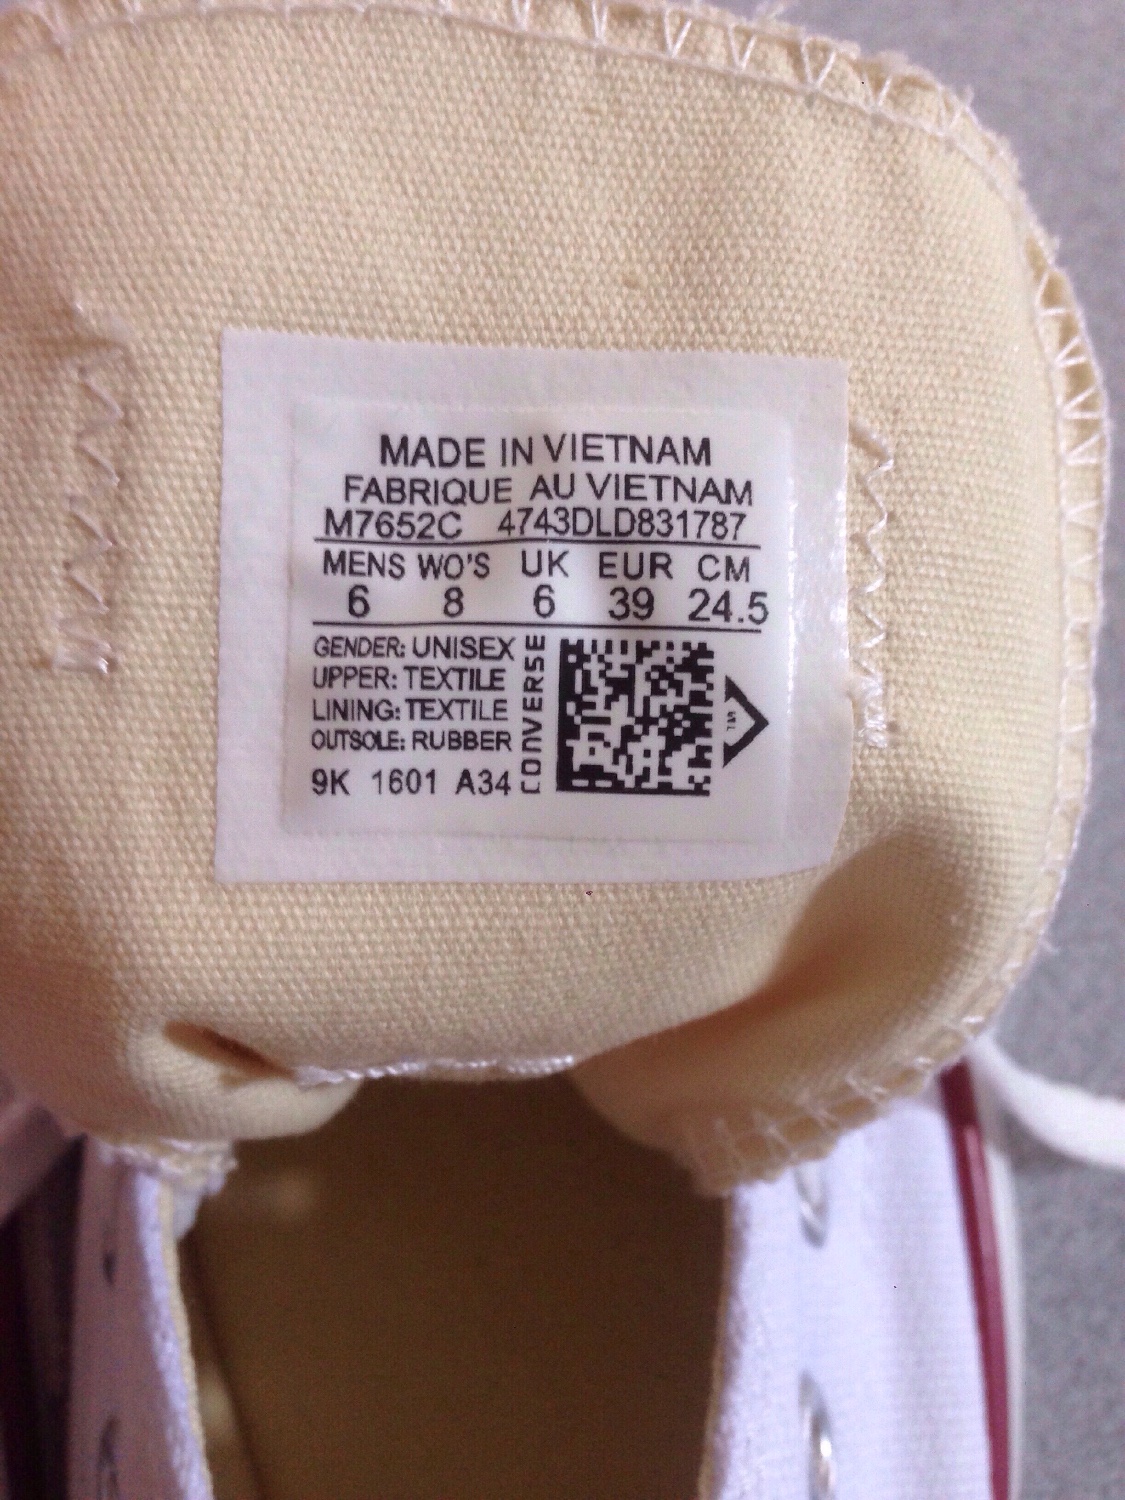 MADE IN VIETNAM
FABRIQUE AU VIETNAM
M7652C 4743DLD831787
MENS WO'S UK EUR CM
6 8 6 39 24.5
GENDER: UNISEX
UPPER: TEXTILE
LINING: TEXTILE
OUTSOLE: RUBBER
9K 1601 A34
CONVERSE
TM